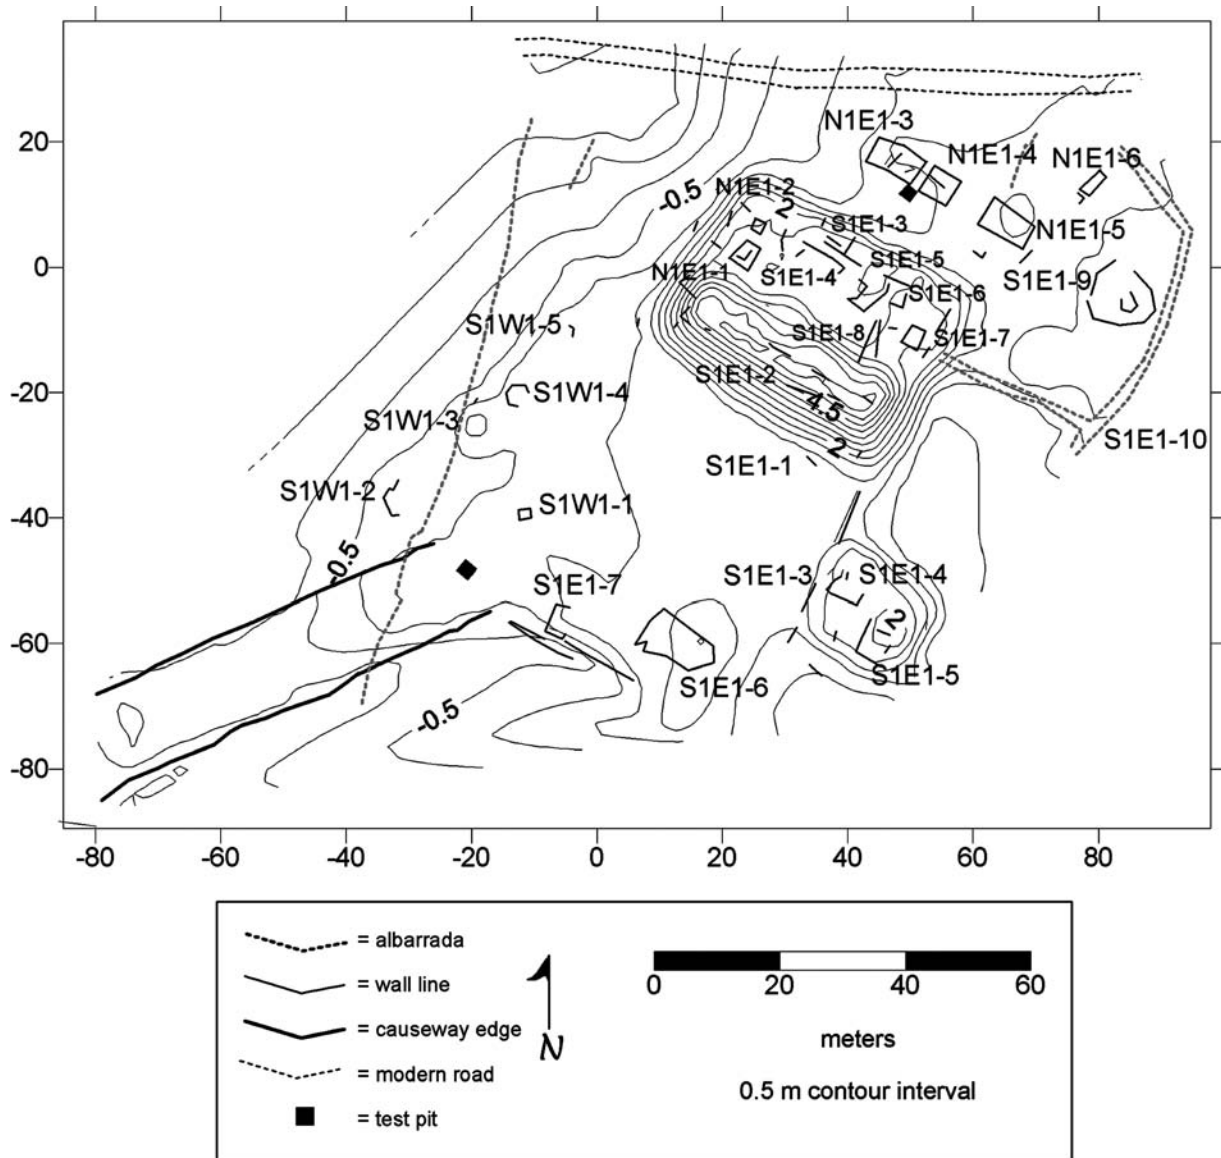 N1E1-3
20
N1E1-4
N1E1-6
N1E1-2
-0.5
2
S1E1-3
N1E1-5
S1E1-5
0
N1E1-1
S1E1-4
S1E1-9
S1E1-6
S1W1-5
S1E1-8
S1E1-7
S1E1-2
-20
S1W1-4
4.5
S1W1-3
S1E1-10
2
S1E1-1
S1W1-2
S1W1-1
-40
-0.5
S1E1-7
S1E1-3
S1E1-4
2
-60
S1E1-5
S1E1-6
-0.5
-80
-80 -60 -40 -20 0 20 40 60 80
= albarrada
= wall line
= causeway edge
= modern road
= test pit
N
0 20 40 60
meters
0.5 m contour interval